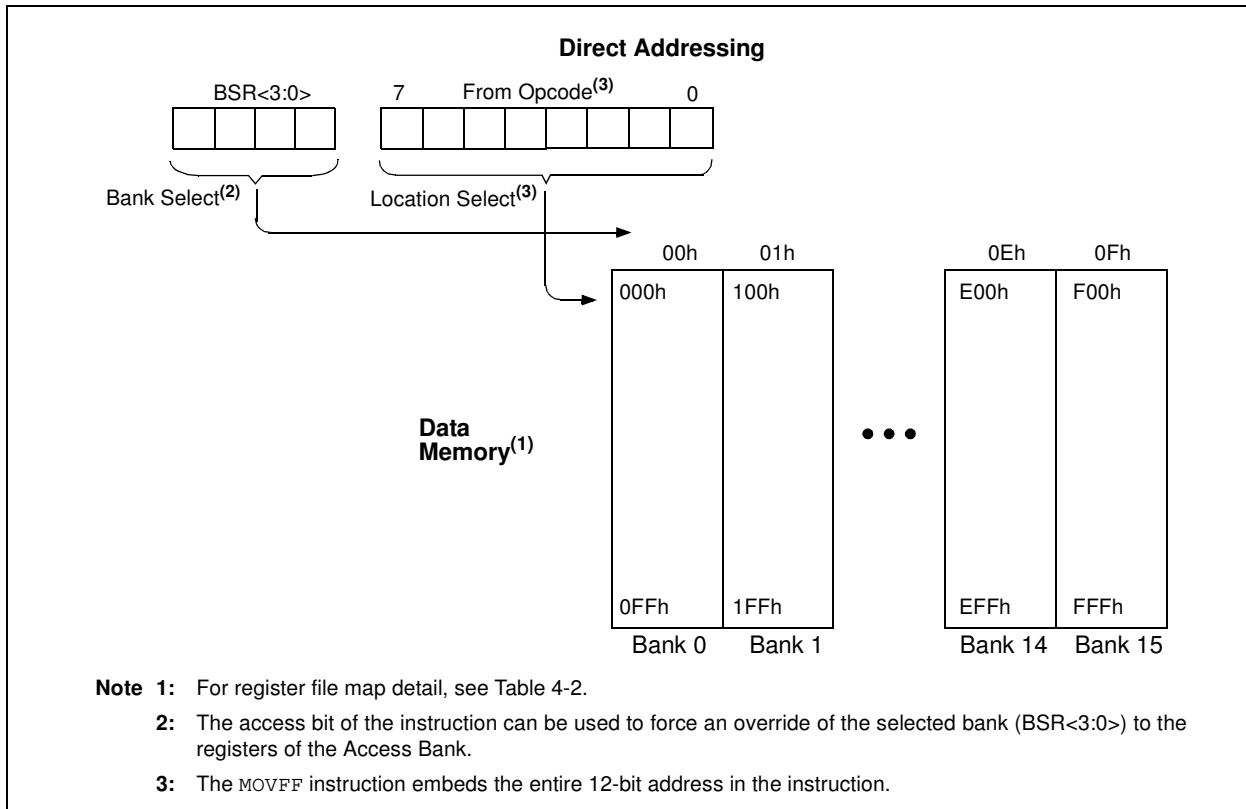 Direct Addressing
BSR<3:0>
7 From Opcode(3) 0
Bank Select(2)
Location Select(3)
00h 01h 0Eh 0Fh
000h 100h E00h F00h
Data
Memory(1)
0FFh 1FFh EFFh FFFh
Bank 0 Bank 1 Bank 14 Bank 15
Note 1: For register file map detail, see Table 4-2.
2: The access bit of the instruction can be used to force an override of the selected bank (BSR<3:0>) to the
registers of the Access Bank.
3: The MOVFF instruction embeds the entire 12-bit address in the instruction.